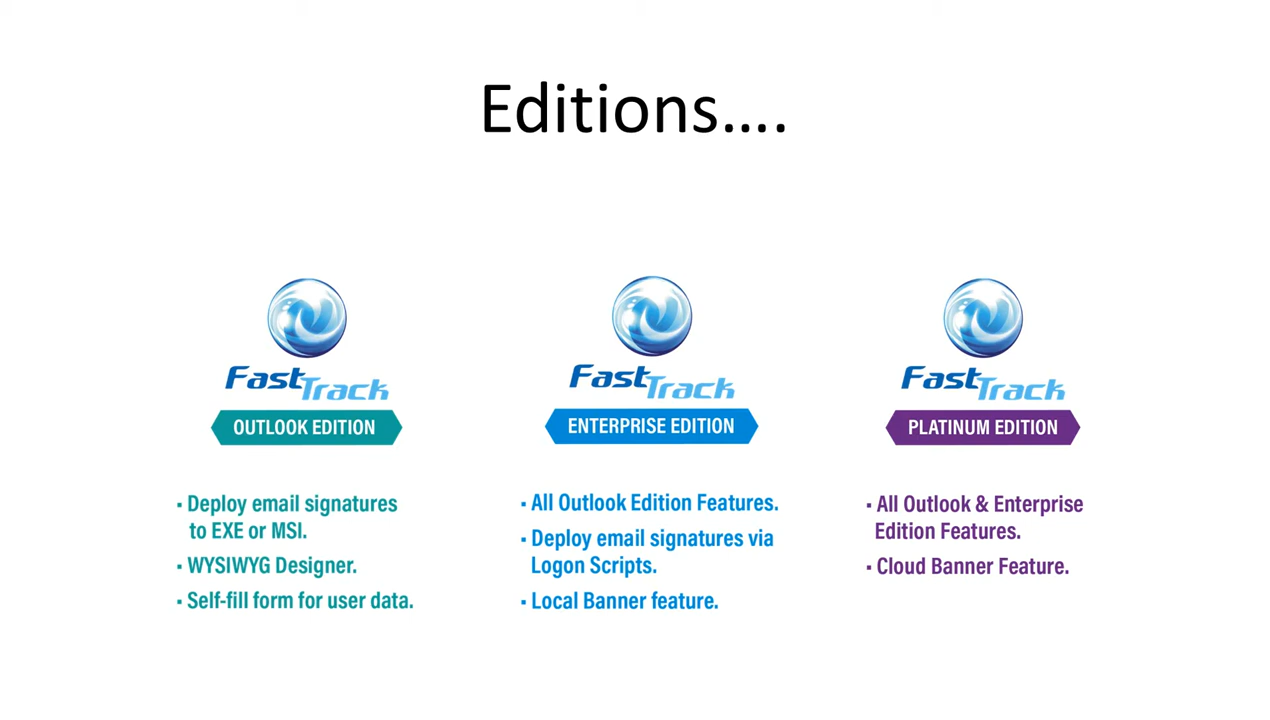 Editions….
Fast Track
OUTLOOK EDITION
▪ Deploy email signatures
to EXE or MSI.
▪ WYSIWYG Designer.
▪ Self-fill form for user data.
Fast Track
ENTERPRISE EDITION
▪ All Outlook Edition Features.
▪ Deploy email signatures via
Logon Scripts.
▪ Local Banner feature.
Fast Track
PLATINUM EDITION
▪ All Outlook & Enterprise
Edition Features.
▪ Cloud Banner Feature.